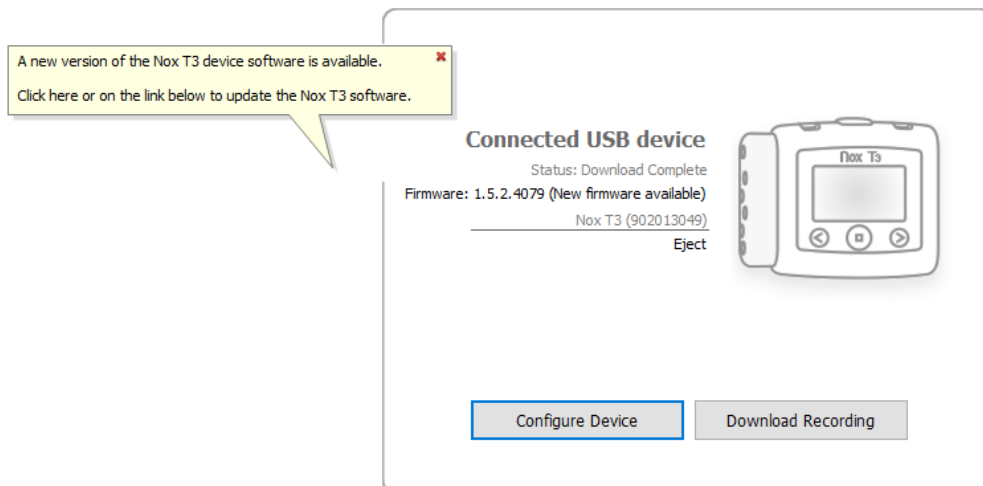 A new version of the Nox T3 device software is available.
Click here or on the link below to update the Nox T3 software.
Connected USB device
Status: Download Complete
Firmware: 1.5.2.4079 (New firmware available)
Nox T3 (902013049)
Eject
nox T3
Configure Device
Download Recording